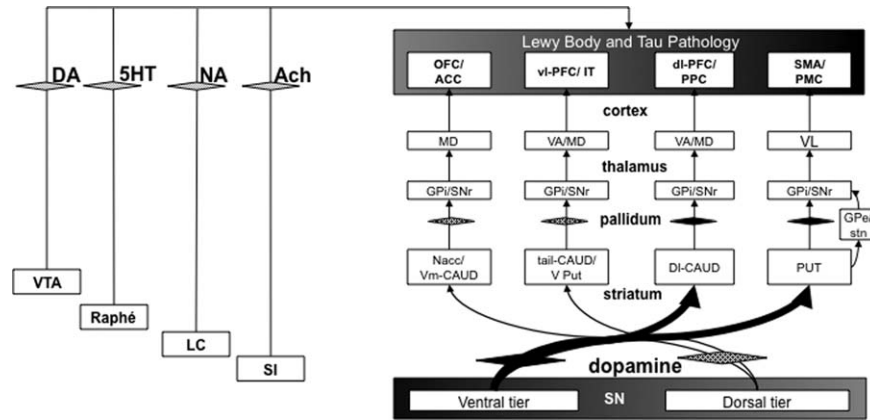 DA
5HT
NA
Ach
VTA
Raphé
LC
SI
Lewy Body and Tau Pathology
OFC/
ACC
vl-PFC/ IT
dl-PFC/
PPC
SMA/
PMC
cortex
MD
VA/MD
VA/MD
VL
thalamus
GPi/SNr
GPi/SNr
GPi/SNr
GPi/SNr
pallidum
GPe/
stn
Nacc/
Vm-CAUD
tail-CAUD/
V Put
Dl-CAUD
PUT
striatum
dopamine
Ventral tier
SN
Dorsal tier